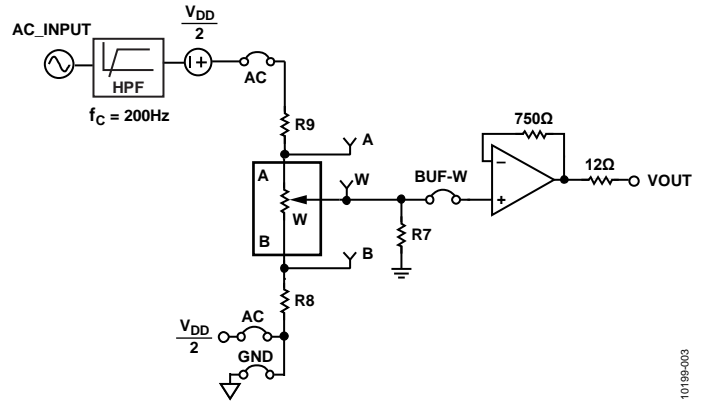 AC_INPUT
V_DD
2
HPF
f_C = 200Hz
I+
AC
R9
A
A
W
W
B
B
R7
BUF-W
750Ω
−
+
12Ω
VOUT
R8
V_DD
2
AC
GND
10199-003